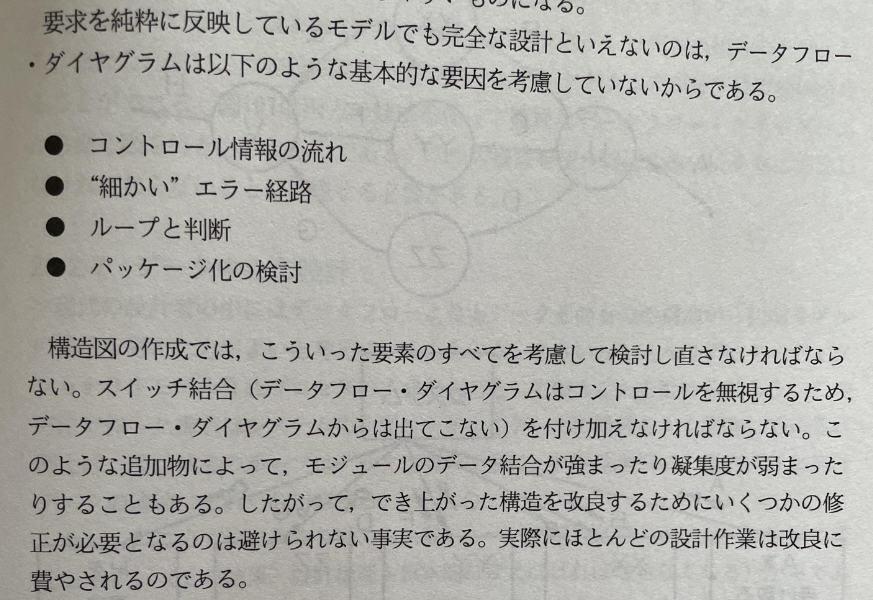 ものになる。
要求を純粋に反映しているモデルでも完全な設計といえないのは，データフロー
・ダイヤグラムは以下のような基本的な要因を考慮していないからである。
● コントロール情報の流れ
● “細かい” エラー経路
● ループと判断
● パッケージ化の検討
構造図の作成では，こういった要素のすべてを考慮して検討し直さなければなら
ない。スイッチ結合（データフロー・ダイヤグラムはコントロールを無視するため，
データフロー・ダイヤグラムからは出てこない）を付け加えなければならない。こ
のような追加物によって，モジュールのデータ結合が強まったり凝集度が弱まった
りすることもある。したがって，でき上がった構造を改良するためにいくつかの修
正が必要となるのは避けられない事実である。実際にほとんどの設計作業は改良に
費やされるのである。